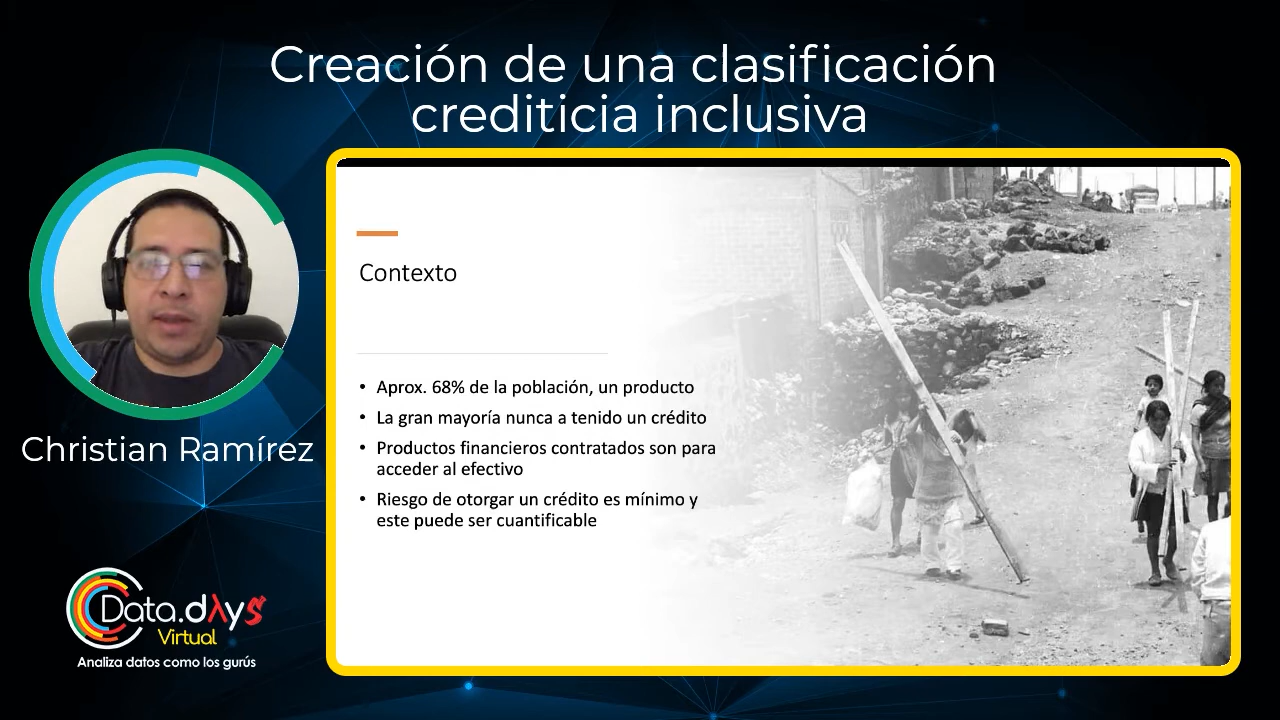 Creación de una clasificación
crediticia inclusiva
Contexto
• Aprox. 68% de la población, un producto
• La gran mayoría nunca a tenido un crédito
• Productos financieros contratados son para
acceder al efectivo
• Riesgo de otorgar un crédito es mínimo y
este puede ser cuantificable
Christian Ramírez
Data.dλys
Virtual
Analiza datos como los gurús